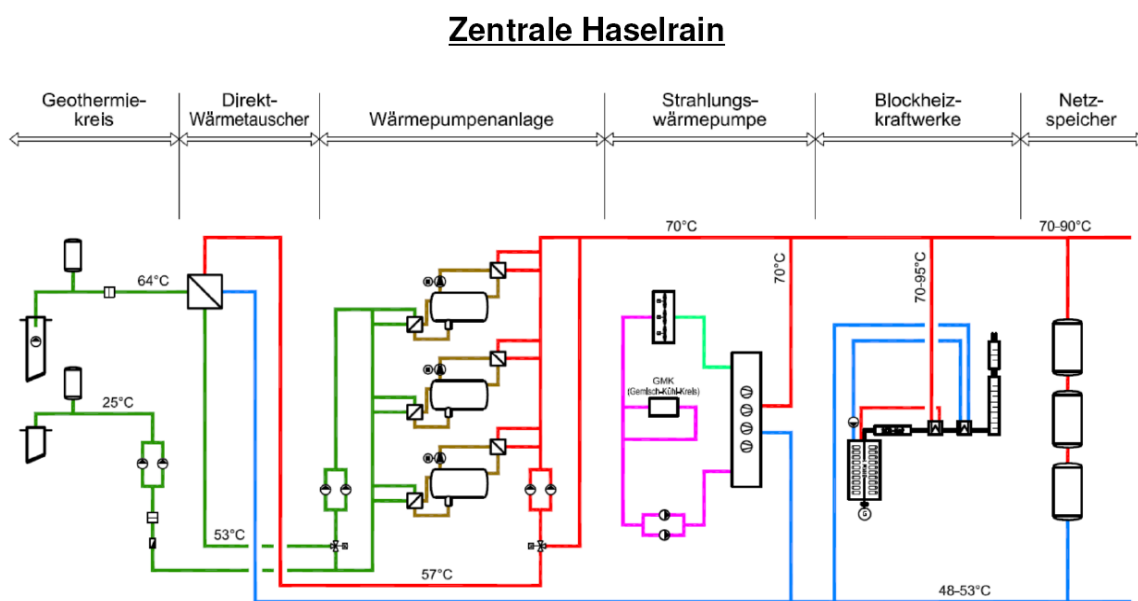 Zentrale Haselrain
Geothermie-
kreis
Direkt-
Wärmetauscher
Wärmepumpenanlage
Strahlungs-
wärmepumpe
Blockheiz-
kraftwerke
Netz-
speicher
70°C
70-90°C
64°C
70°C
70-95°C
GMK
(Gemisch-Kühl-Kreis)
25°C
G
53°C
57°C
48-53°C